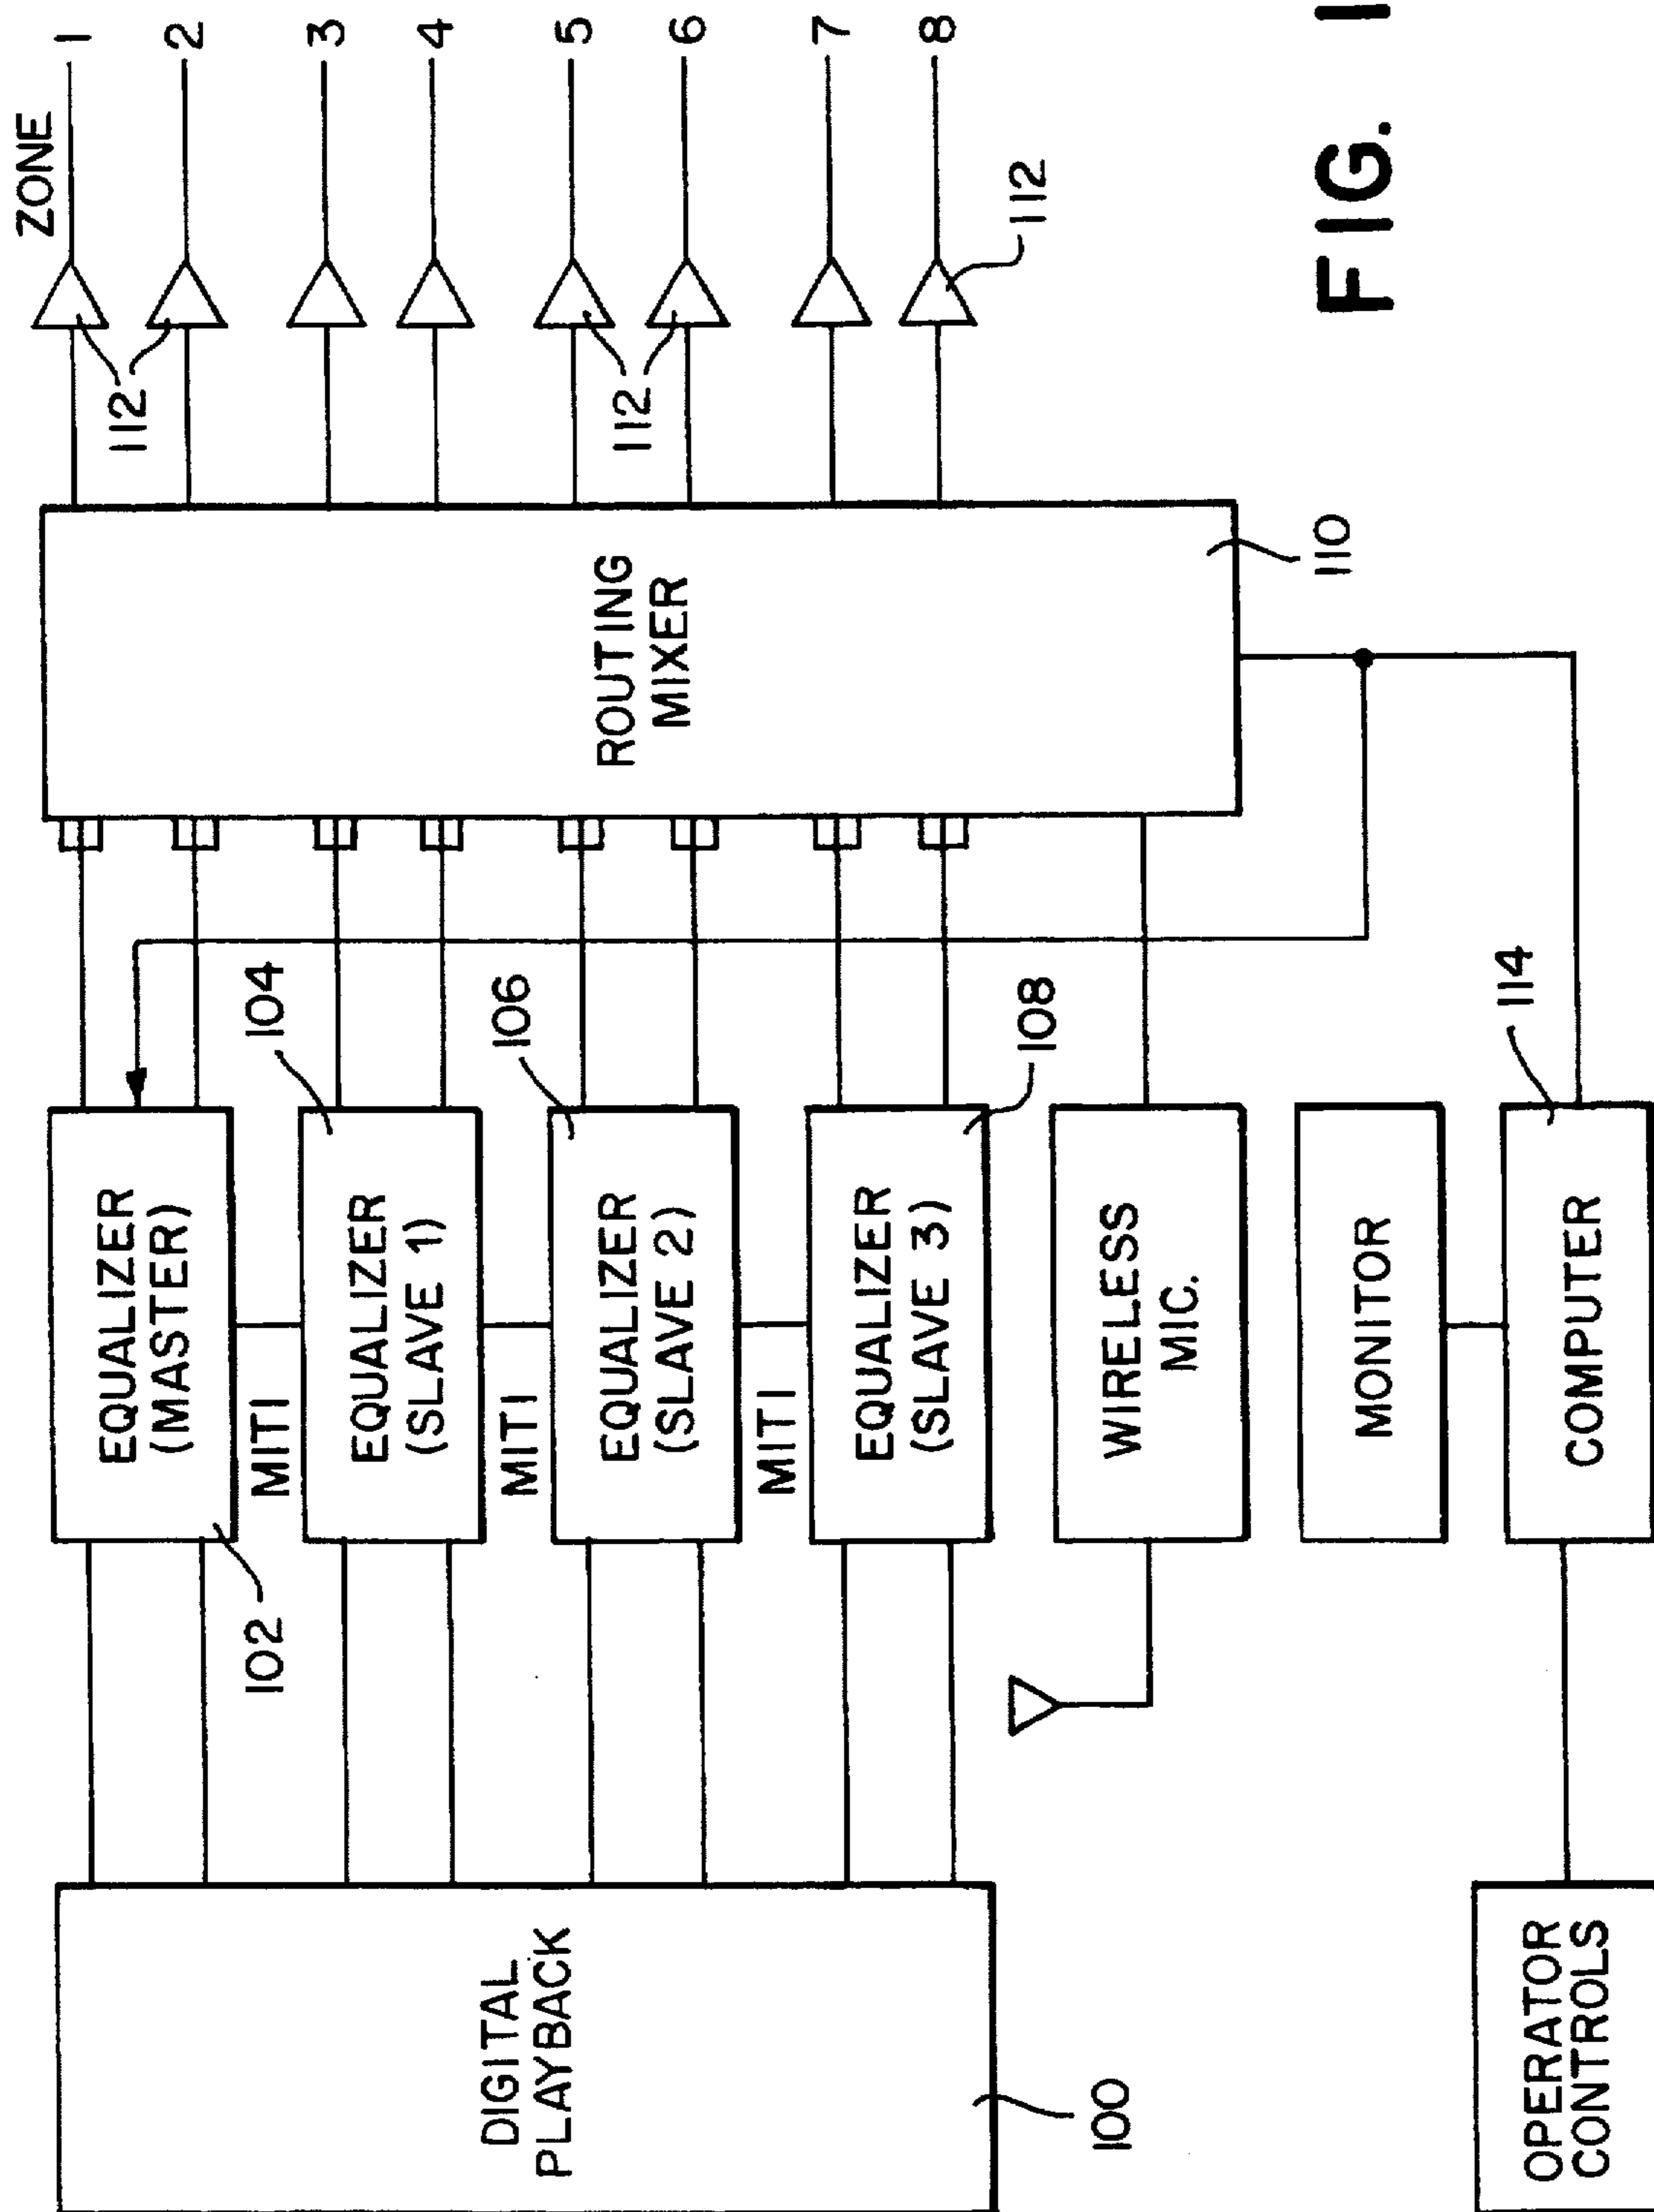 DIGITAL
PLAYBACK
100
EQUALIZER
(MASTER)
102
MITI
EQUALIZER
(SLAVE 1)
104
MITI
EQUALIZER
(SLAVE 2)
106
MITI
EQUALIZER
(SLAVE 3)
108
WIRELESS
MIC.
MONITOR
COMPUTER
114
OPERATOR
CONTROLS
ROUTING
MIXER
110
112
112
112
ZONE
1
2
3
4
5
6
7
8
FIG. 1